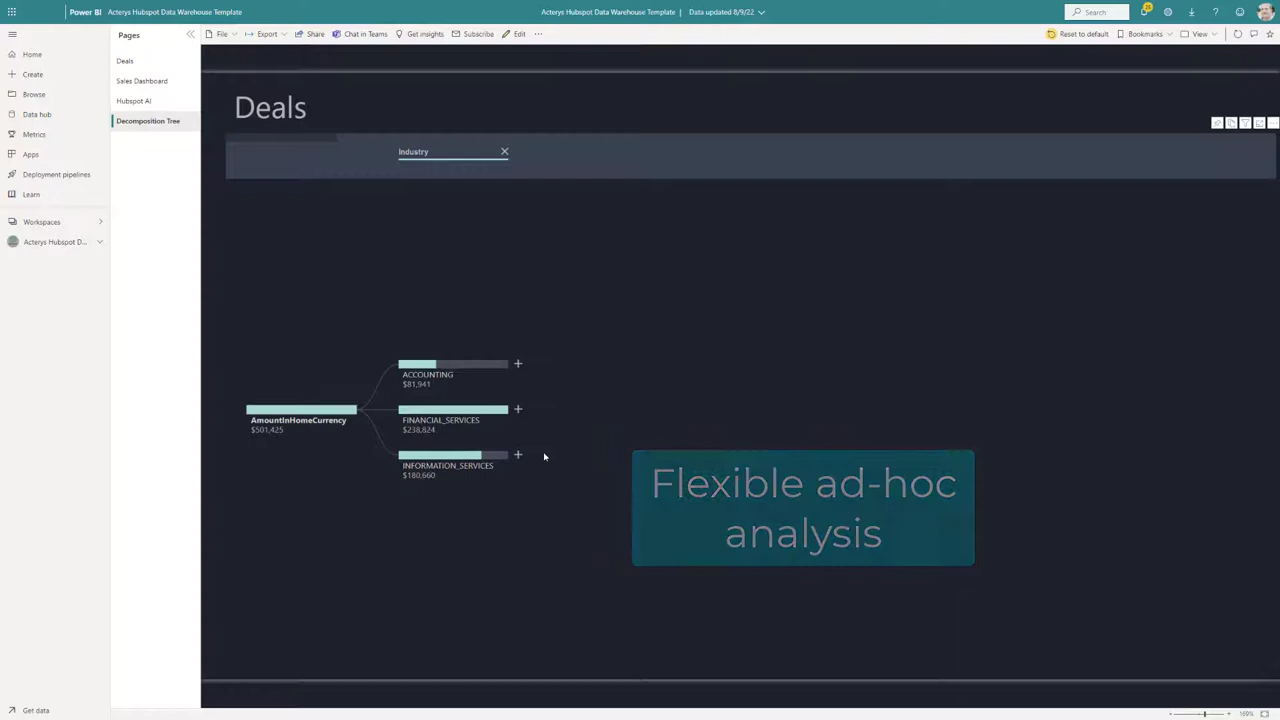 Power BI Acterys Hubspot Data Warehouse Template
Acterys Hubspot Data Warehouse Template | Data updated 8/9/22
Search
Pages
File
Export
Share
Chat in Teams
Get insights
Subscribe
Edit
Reset to default
Bookmarks
View
Home
Create
Browse
Data hub
Metrics
Apps
Deployment pipelines
Learn
Workspaces
Acterys Hubspot D...
Get data
Deals
Sales Dashboard
Hubspot AI
Decomposition Tree
Deals
Industry
AmountInHomeCurrency
$501,425
ACCOUNTING
$81,941
FINANCIAL_SERVICES
$238,824
INFORMATION_SERVICES
$180,660
Flexible ad-hoc
analysis
169%